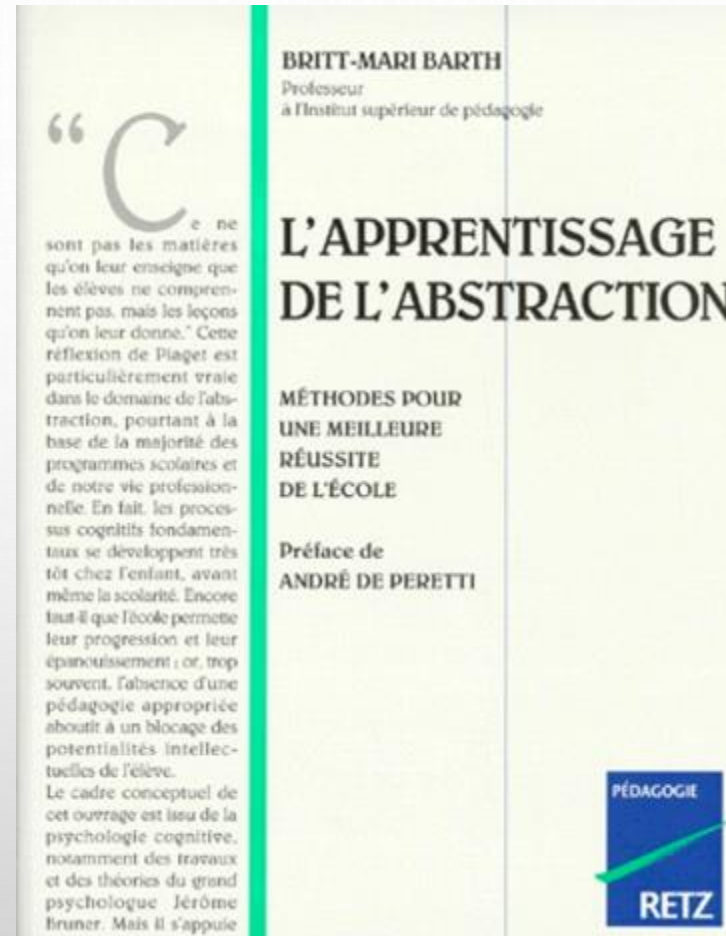 BRITT-MARI BARTH
Professeur
à l'Institut supérieur de pédagogie
L'APPRENTISSAGE
DE L'ABSTRACTION
MÉTHODES POUR
UNE MEILLEURE
RÉUSSITE
DE L'ÉCOLE
Préface de
ANDRÉ DE PERETTI
“C
e ne
sont pas les matières
qu'on leur enseigne que
les élèves ne compren-
nent pas, mais les leçons
qu'on leur donne." Cette
réflexion de Piaget est
particulièrement vraie
dans le domaine de l'abs-
traction, pourtant à la
base de la majorité des
programmes scolaires et
de notre vie profession-
nelle. En fait, les proces-
sus cognitifs fondamen-
taux se développent très
tôt chez l'enfant, avant
même la scolarité. Encore
faut-il que l'école permette
leur progression et leur
épanouissement ; or, trop
souvent, l'absence d'une
pédagogie appropriée
aboutit à un blocage des
potentialités intellec-
tuelles de l'élève.
Le cadre conceptuel de
cet ouvrage est issu de la
psychologie cognitive,
notamment des travaux
et des théories du grand
psychologue Jérôme
Bruner. Mais il s'appuie
PÉDAGOGIE
RETZ